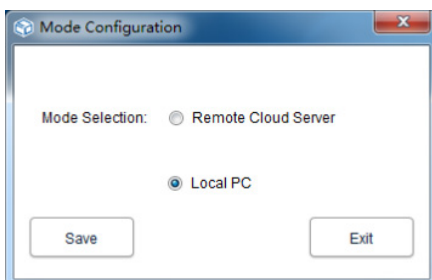 Mode Configuration
Mode Selection: Remote Cloud Server
Local PC
Save Exit